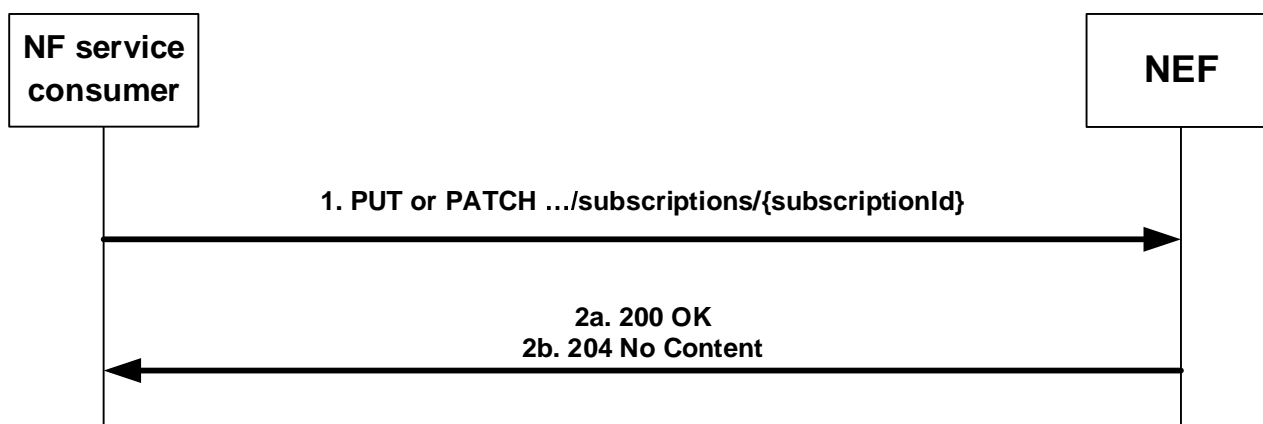 NF service
consumer
NEF
1. PUT or PATCH …/subscriptions/{subscriptionId}
2a. 200 OK
2b. 204 No Content